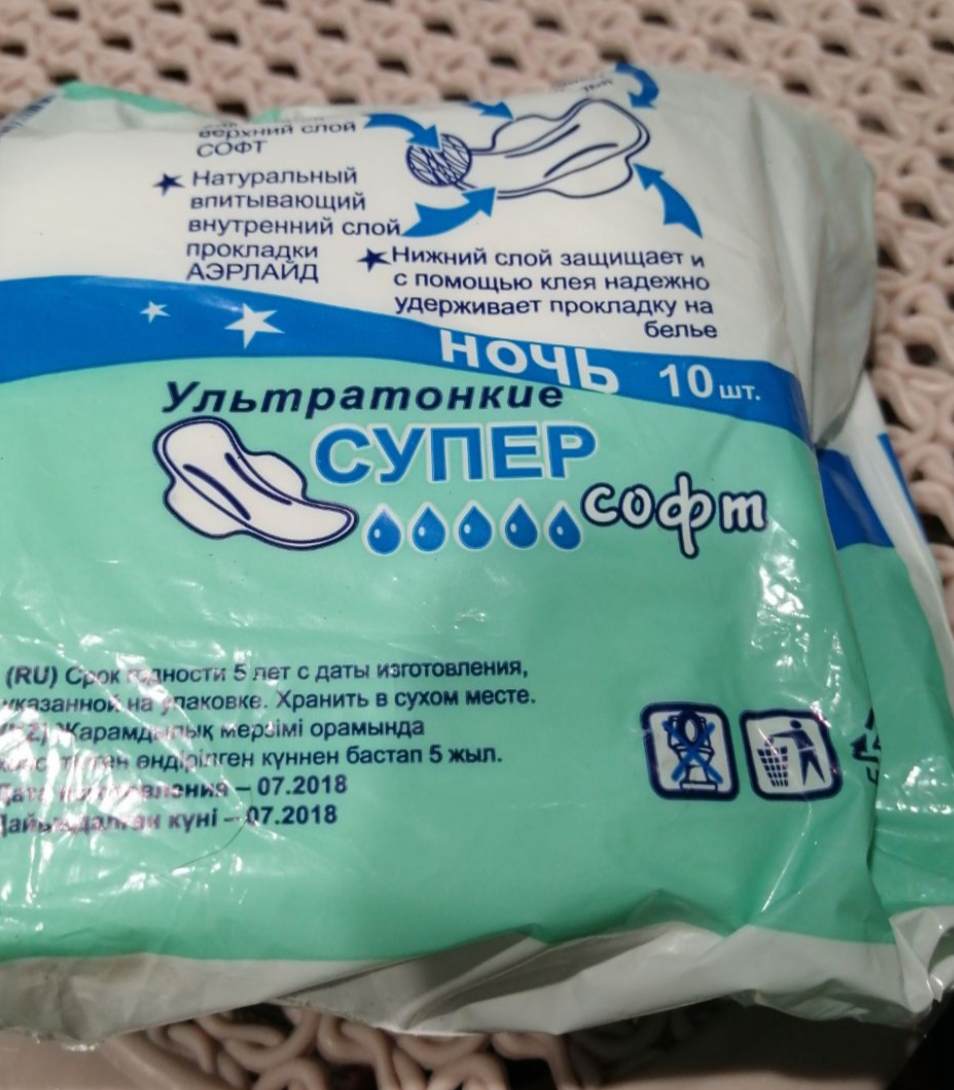 верхний слой
СОФТ
Натуральный
впитывающий
внутренний слой
прокладки
АЭРЛАЙД
Нижний слой защищает и
с помощью клея надежно
удерживает прокладку на
белье
НОЧЬ 10 шт.
Ультратонкие
СУПЕР
софт
(RU) Срок годности 5 лет с даты изготовления,
указанной на упаковке. Хранить в сухом месте.
Жарамдылық мерзімі орамында
өндірілген күннен бастап 5 жыл.
Дата изготовления – 07.2018
Дайындалған күні – 07.2018